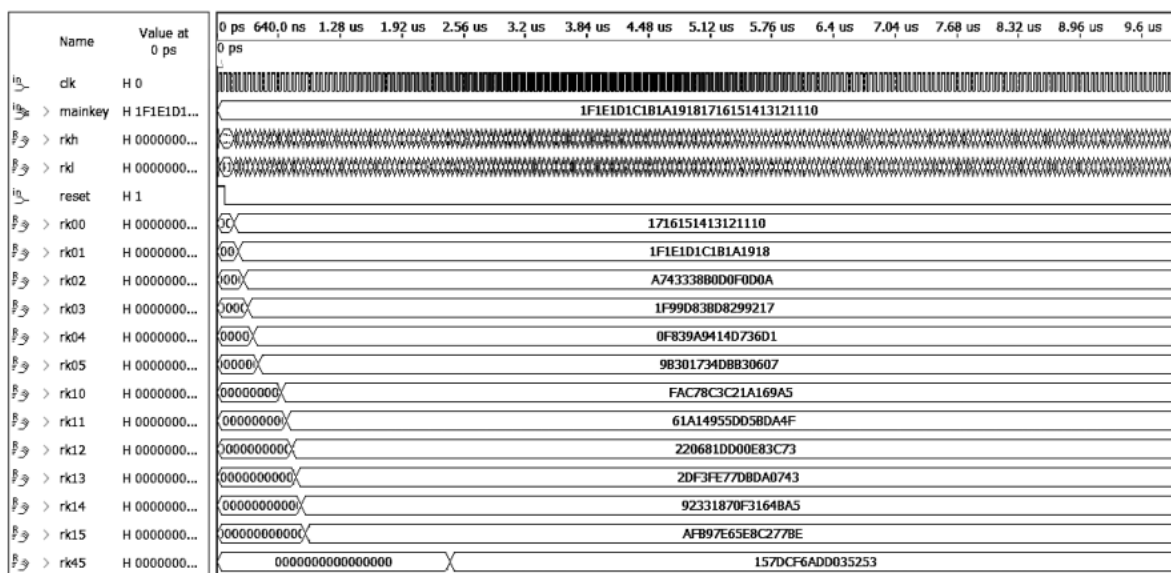 Name Value at 0 ps 0 ps 640.0 ns 1.28 us 1.92 us 2.56 us 3.2 us 3.84 us 4.48 us 5.12 us 5.76 us 6.4 us 7.04 us 7.68 us 8.32 us 8.96 us 9.6 us
0 ps
clk H 0
> mainkey H 1F1E1D1... 1F1E1D1C1B1A19181716151413121110
> rkh H 0000000...
> rkl H 0000000...
reset H 1
> rk00 H 0000000... 1716151413121110
> rk01 H 0000000... 1F1E1D1C1B1A1918
> rk02 H 0000000... A743338B0D0F0D0A
> rk03 H 0000000... 1F99D83BD8299217
> rk04 H 0000000... 0F839A9414D736D1
> rk05 H 0000000... 9B301734DBB30607
> rk10 H 0000000... FAC78C3C21A169A5
> rk11 H 0000000... 61A14955DD5BDA4F
> rk12 H 0000000... 220681DD00E83C73
> rk13 H 0000000... 2DF3FE77DBDA0743
> rk14 H 0000000... 92331870F3164BA5
> rk15 H 0000000... AFB97E65E8C277BE
> rk45 H 0000000... 0000000000000000 157DCF6ADD035253